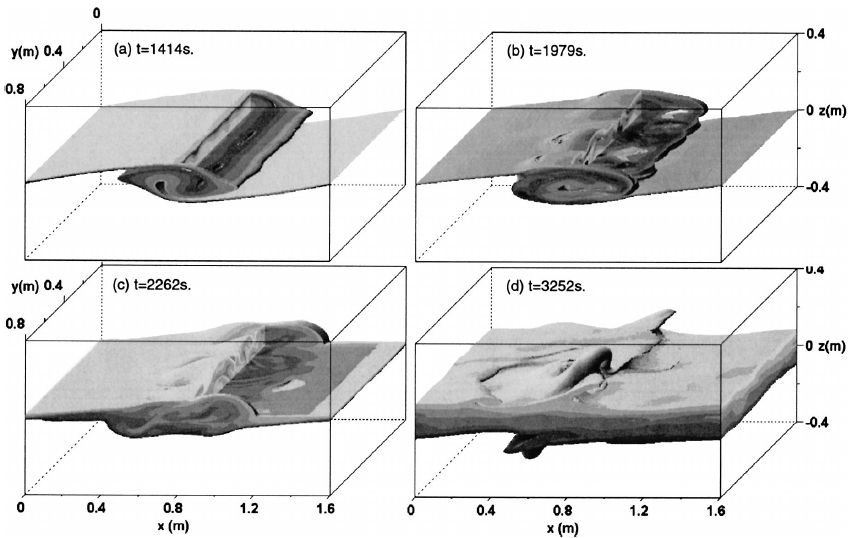 0
y(m) 0.4
0.8
(a) t=1414s.
(b) t=1979s.
0.4
0 z(m)
-0.4
y(m) 0.4
0.8
(c) t=2262s.
(d) t=3252s.
0.4
0 z(m)
-0.4
0 0.4 0.8 1.2 1.6
x (m)
0 0.4 0.8 1.2 1.6
x (m)